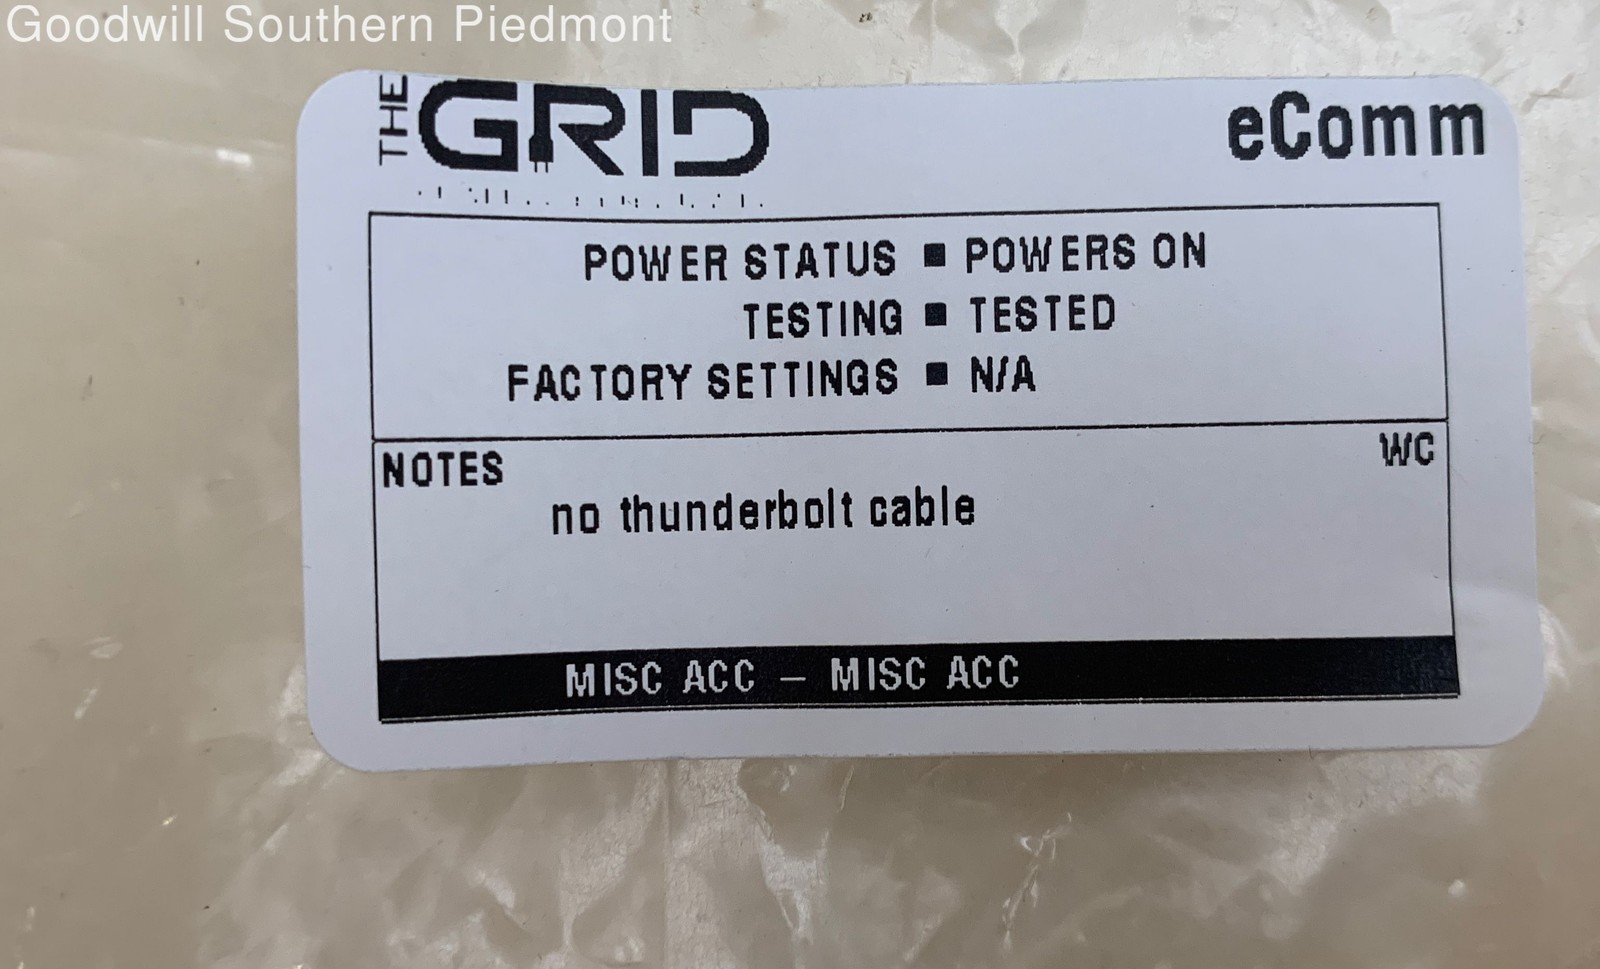 Goodwill Southern Piedmont
THE GRID
eComm
POWER STATUS ■ POWERS ON
TESTING ■ TESTED
FACTORY SETTINGS ■ N/A
NOTES
WC
no thunderbolt cable
MISC ACC – MISC ACC